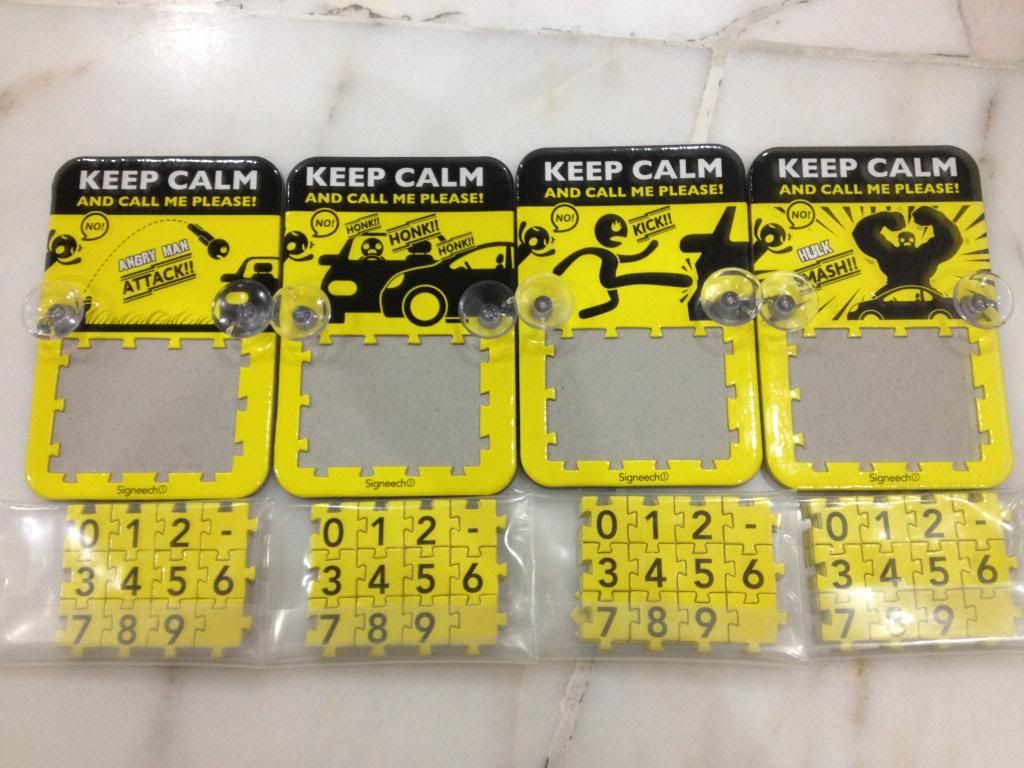 KEEP CALM
AND CALL ME PLEASE!
NO!
ANGRY MAN
ATTACK!!
Signeech
0 1 2 -
3 4 5 6
7 8 9
KEEP CALM
AND CALL ME PLEASE!
NO!
HONK!!
HONK!!
HONK!!
Signeech
0 1 2 -
3 4 5 6
7 8 9
KEEP CALM
AND CALL ME PLEASE!
NO!
KICK!!
Signeech
0 1 2 -
3 4 5 6
7 8 9
KEEP CALM
AND CALL ME PLEASE!
NO!
HULK
SMASH!!
Signeech
0 1 2 -
3 4 5 6
7 8 9